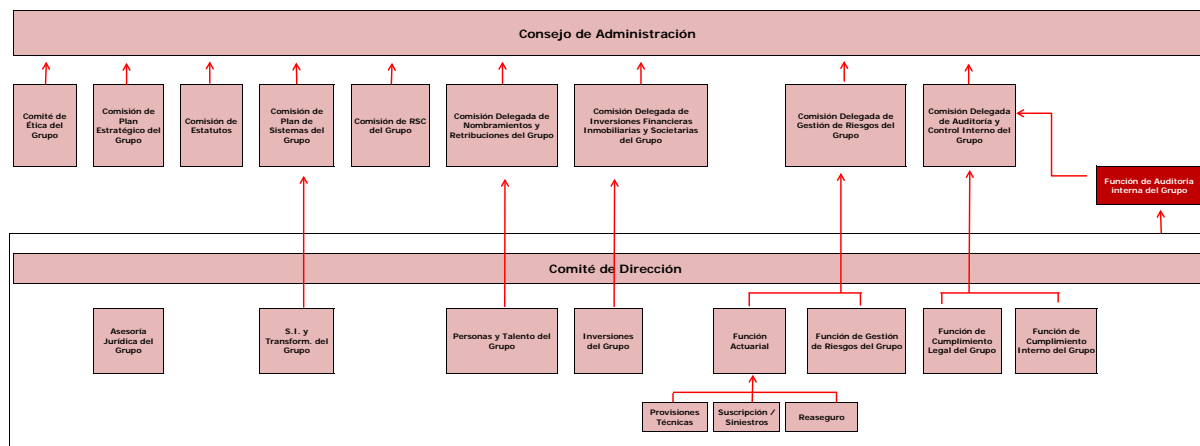 Consejo de Administración
Comité de
Ética del
Grupo
Comisión de
Plan
Estratégico del
Grupo
Comisión de
Estatutos
Comisión de
Plan de
Sistemas del
Grupo
Comisión de RSC
del Grupo
Comisión Delegada de
Nombramientos y
Retribuciones del Grupo
Comisión Delegada de
Inversiones Financieras
Inmobiliarias y Societarias
del Grupo
Comisión Delegada de
Gestión de Riesgos del
Grupo
Comisión Delegada
de Auditoría y
Control Interno del
Grupo
Función de Auditoria
interna del Grupo
Comité de Dirección
Asesoría
Jurídica del
Grupo
S.I. y
Transform. del
Grupo
Personas y Talento del
Grupo
Inversiones
del Grupo
Función
Actuarial
Función de Gestión
de Riesgos del Grupo
Función de
Cumplimiento
Legal del Grupo
Función de
Cumplimiento
Interno del Grupo
Provisiones
Técnicas
Suscripción /
Siniestros
Reaseguro